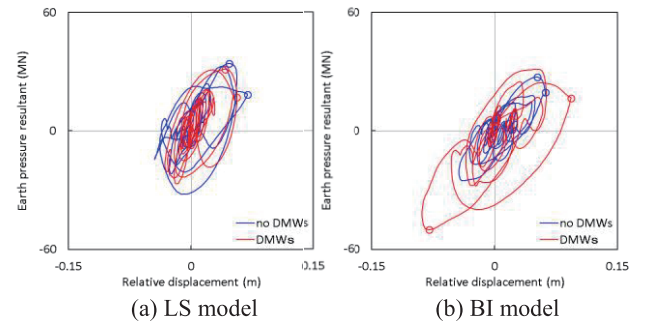 60
Earth pressure resultant (MN)
0
-60
no DMWs
DMWs
-0.15
0
0.15
Relative displacement (m)
(a) LS model
60
Earth pressure resultant (MN)
0
-60
no DMWs
DMWs
-0.15
0
0.15
Relative displacement (m)
(b) BI model